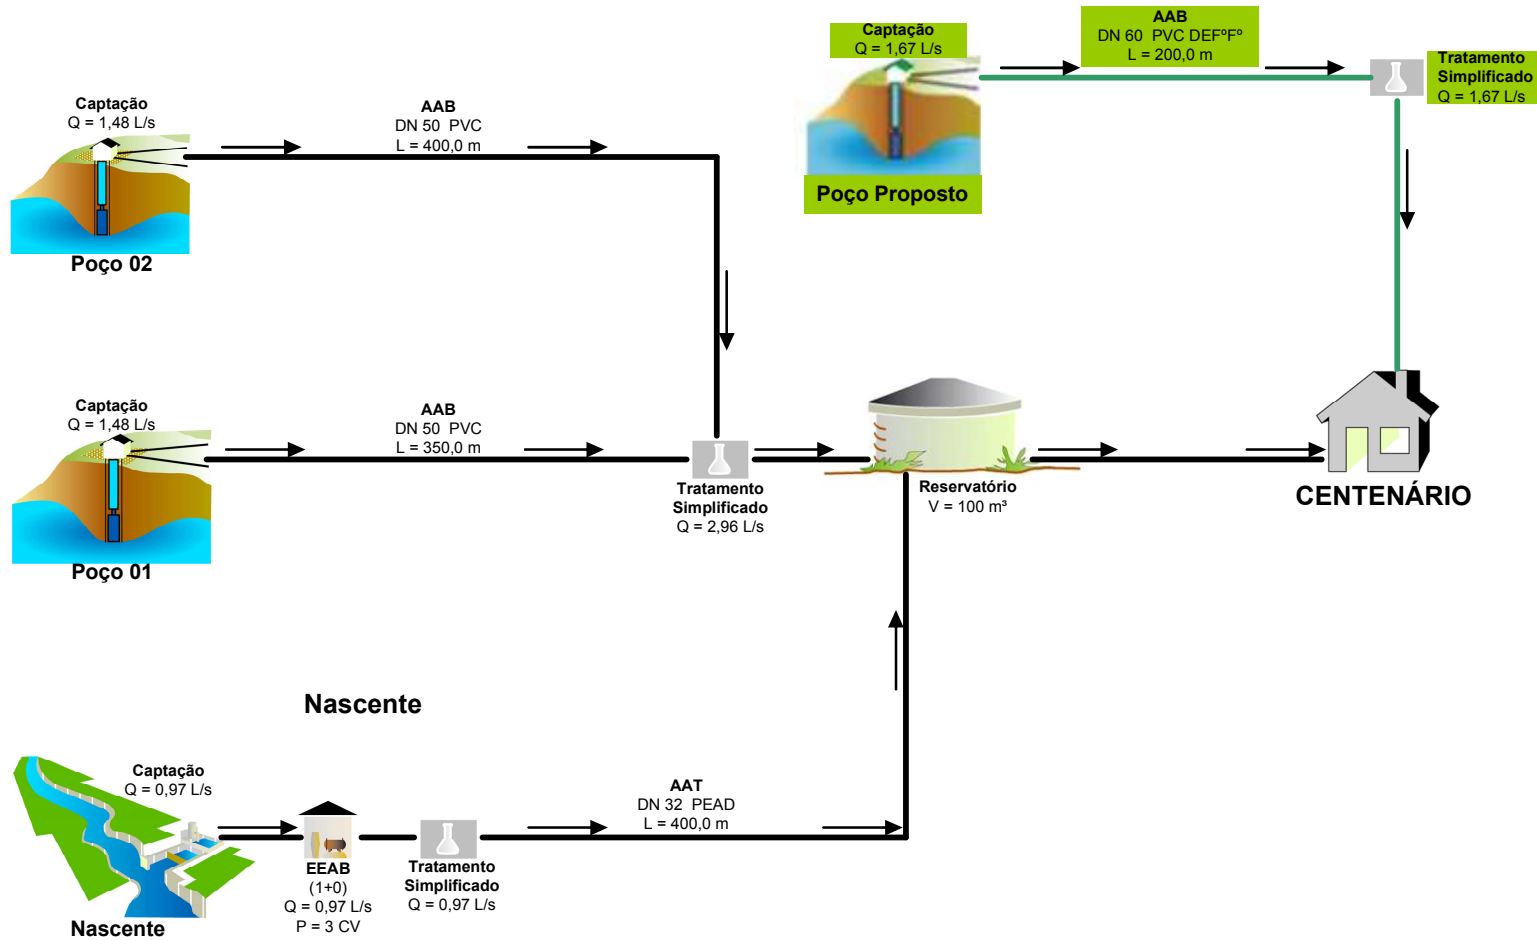 Captação
Q = 1,67 L/s
AAB
DN 60  PVC DEFºFº
L = 200,0 m
Tratamento
Simplificado
Q = 1,67 L/s
Poço Proposto
Captação
Q = 1,48 L/s
AAB
DN 50  PVC
L = 400,0 m
Poço 02
Captação
Q = 1,48 L/s
AAB
DN 50  PVC
L = 350,0 m
Poço 01
Tratamento
Simplificado
Q = 2,96 L/s
Reservatório
V = 100 m³
CENTENÁRIO
Nascente
Captação
Q = 0,97 L/s
AAT
DN 32  PEAD
L = 400,0 m
EEAB
(1+0)
Q = 0,97 L/s
P = 3 CV
Tratamento
Simplificado
Q = 0,97 L/s
Nascente